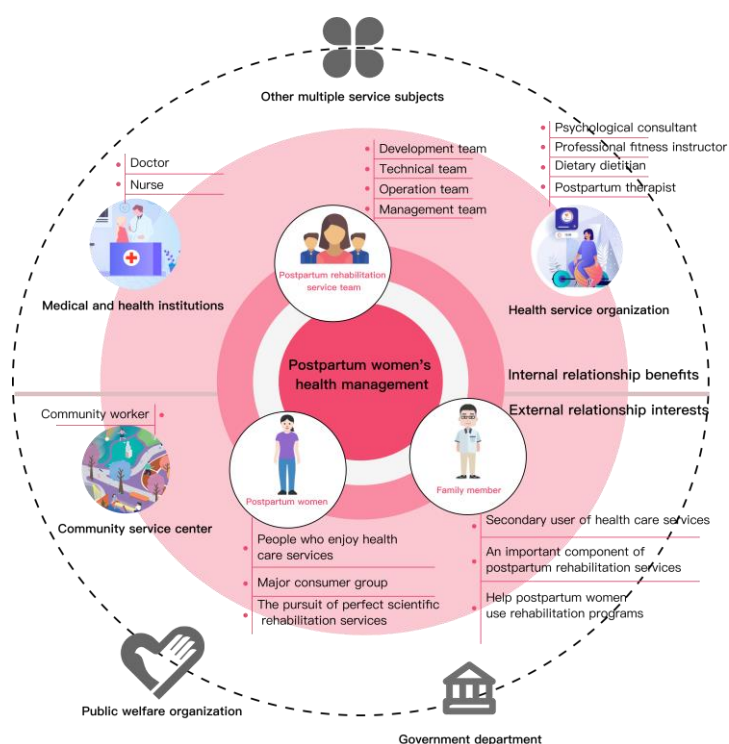 Other multiple service subjects
Psychological consultant
Professional fitness instructor
Dietary dietitian
Postpartum therapist
Development team
Technical team
Operation team
Management team
Doctor
Nurse
Postpartum rehabilitation
service team
Medical and health institutions
Health service organization
Postpartum women's
health management
Internal relationship benefits
External relationship interests
Community worker
Community service center
Postpartum women
Family member
People who enjoy health
care services
Major consumer group
The pursuit of perfect scientific
rehabilitation services
Secondary user of health care services
An important component of
postpartum rehabilitation services
Help postpartum women
use rehabilitation programs
Public welfare organization
Government department